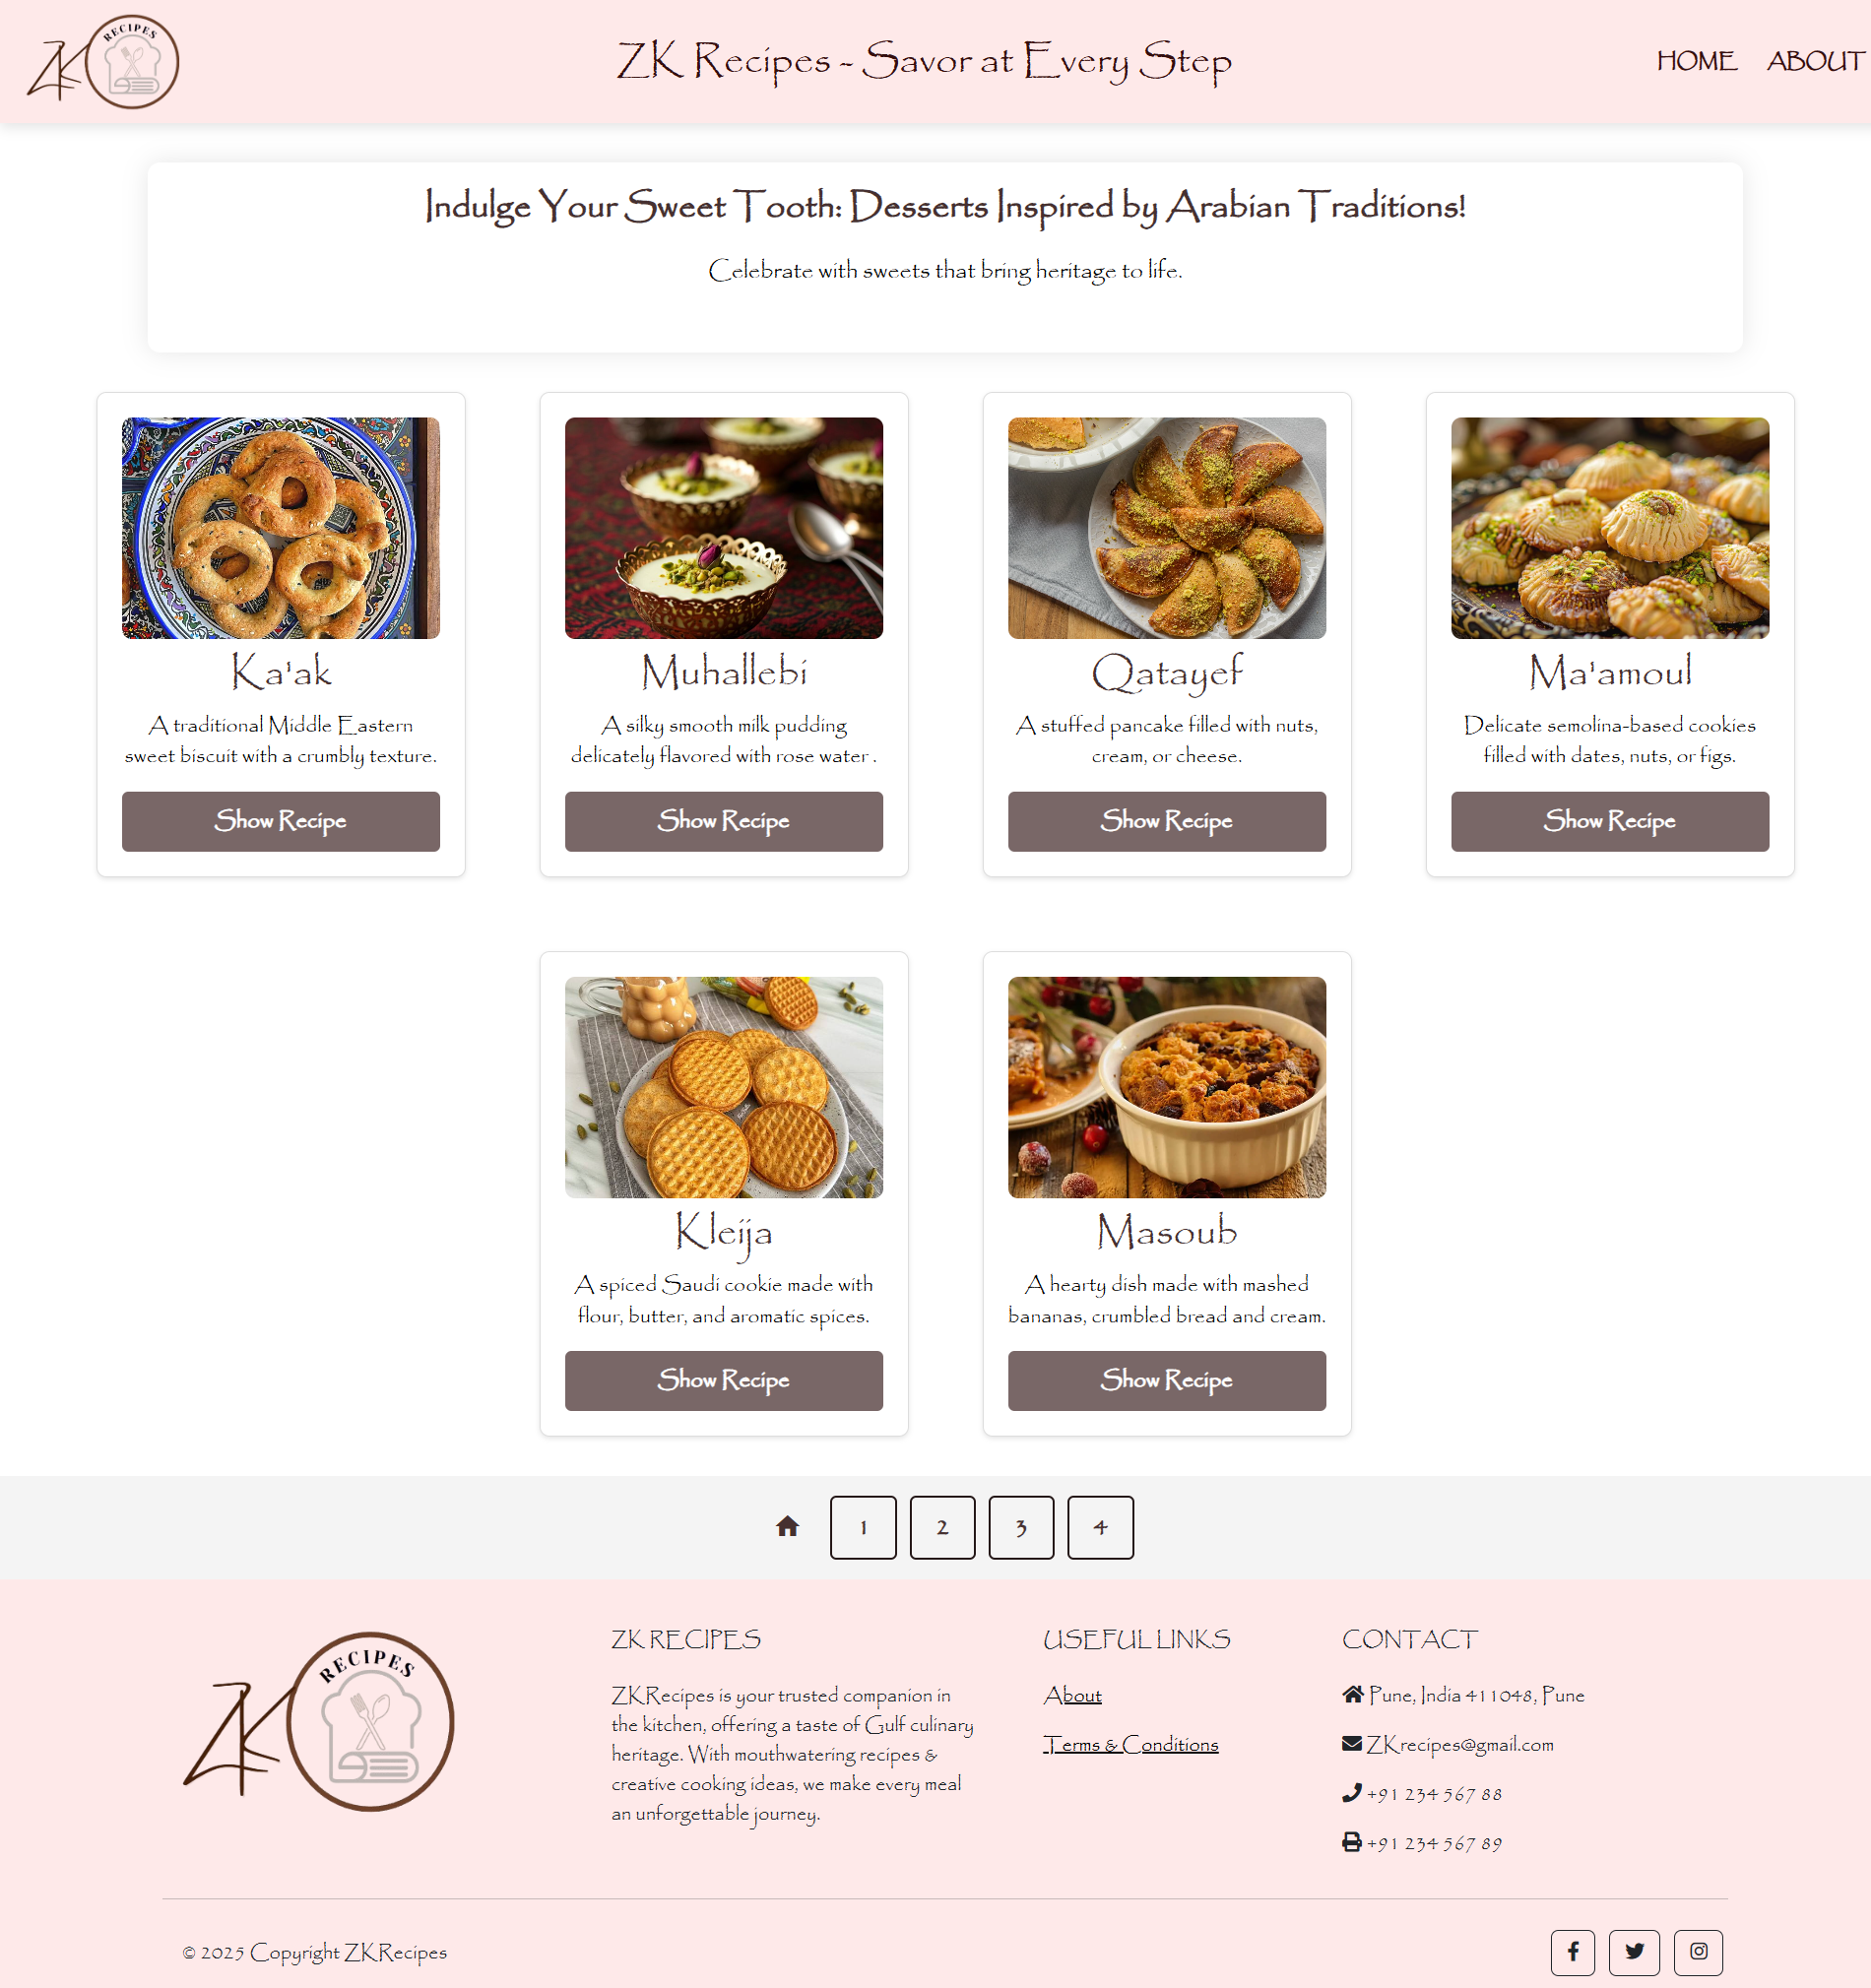 ZK RECIPES
ZK Recipes - Savor at Every Step
HOME ABOUT
Indulge Your Sweet Tooth: Desserts Inspired by Arabian Traditions!
Celebrate with sweets that bring heritage to life.
Ka'ak
A traditional Middle Eastern
sweet biscuit with a crumbly texture.
Show Recipe
Muhallebi
A silky smooth milk pudding
delicately flavored with rose water .
Show Recipe
Qatayef
A stuffed pancake filled with nuts,
cream, or cheese.
Show Recipe
Ma'amoul
Delicate semolina-based cookies
filled with dates, nuts, or figs.
Show Recipe
Kleija
A spiced Saudi cookie made with
flour, butter, and aromatic spices.
Show Recipe
Masoub
A hearty dish made with mashed
bananas, crumbled bread and cream.
Show Recipe
1 2 3 4
ZK RECIPES
ZK RECIPES
ZKRecipes is your trusted companion in
the kitchen, offering a taste of Gulf culinary
heritage. With mouthwatering recipes &
creative cooking ideas, we make every meal
an unforgettable journey.
USEFUL LINKS
About
Terms & Conditions
CONTACT
Pune, India 411048, Pune
ZKrecipes@gmail.com
+91 234 567 88
+91 234 567 89
© 2025 Copyright ZKRecipes